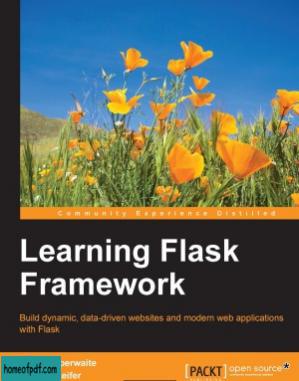 Community Experience Distilled
Learning Flask
Framework
Build dynamic, data-driven websites and modern web applications
with Flask
homeofpdf.com
PACKT
PUBLISHING
open source*